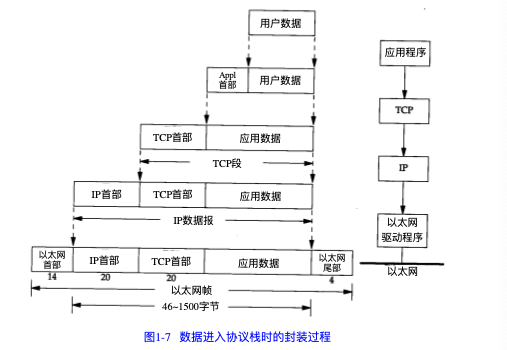 用户数据
应用程序
Appl
首部
用户数据
TCP
TCP首部
应用数据
TCP段
IP
IP首部
TCP首部
应用数据
IP数据报
以太网
驱动程序
以太网
首部
IP首部
TCP首部
应用数据
以太网
尾部
以太网
14
20
20
4
以太网帧
46~1500字节
图1-7 数据进入协议栈时的封装过程